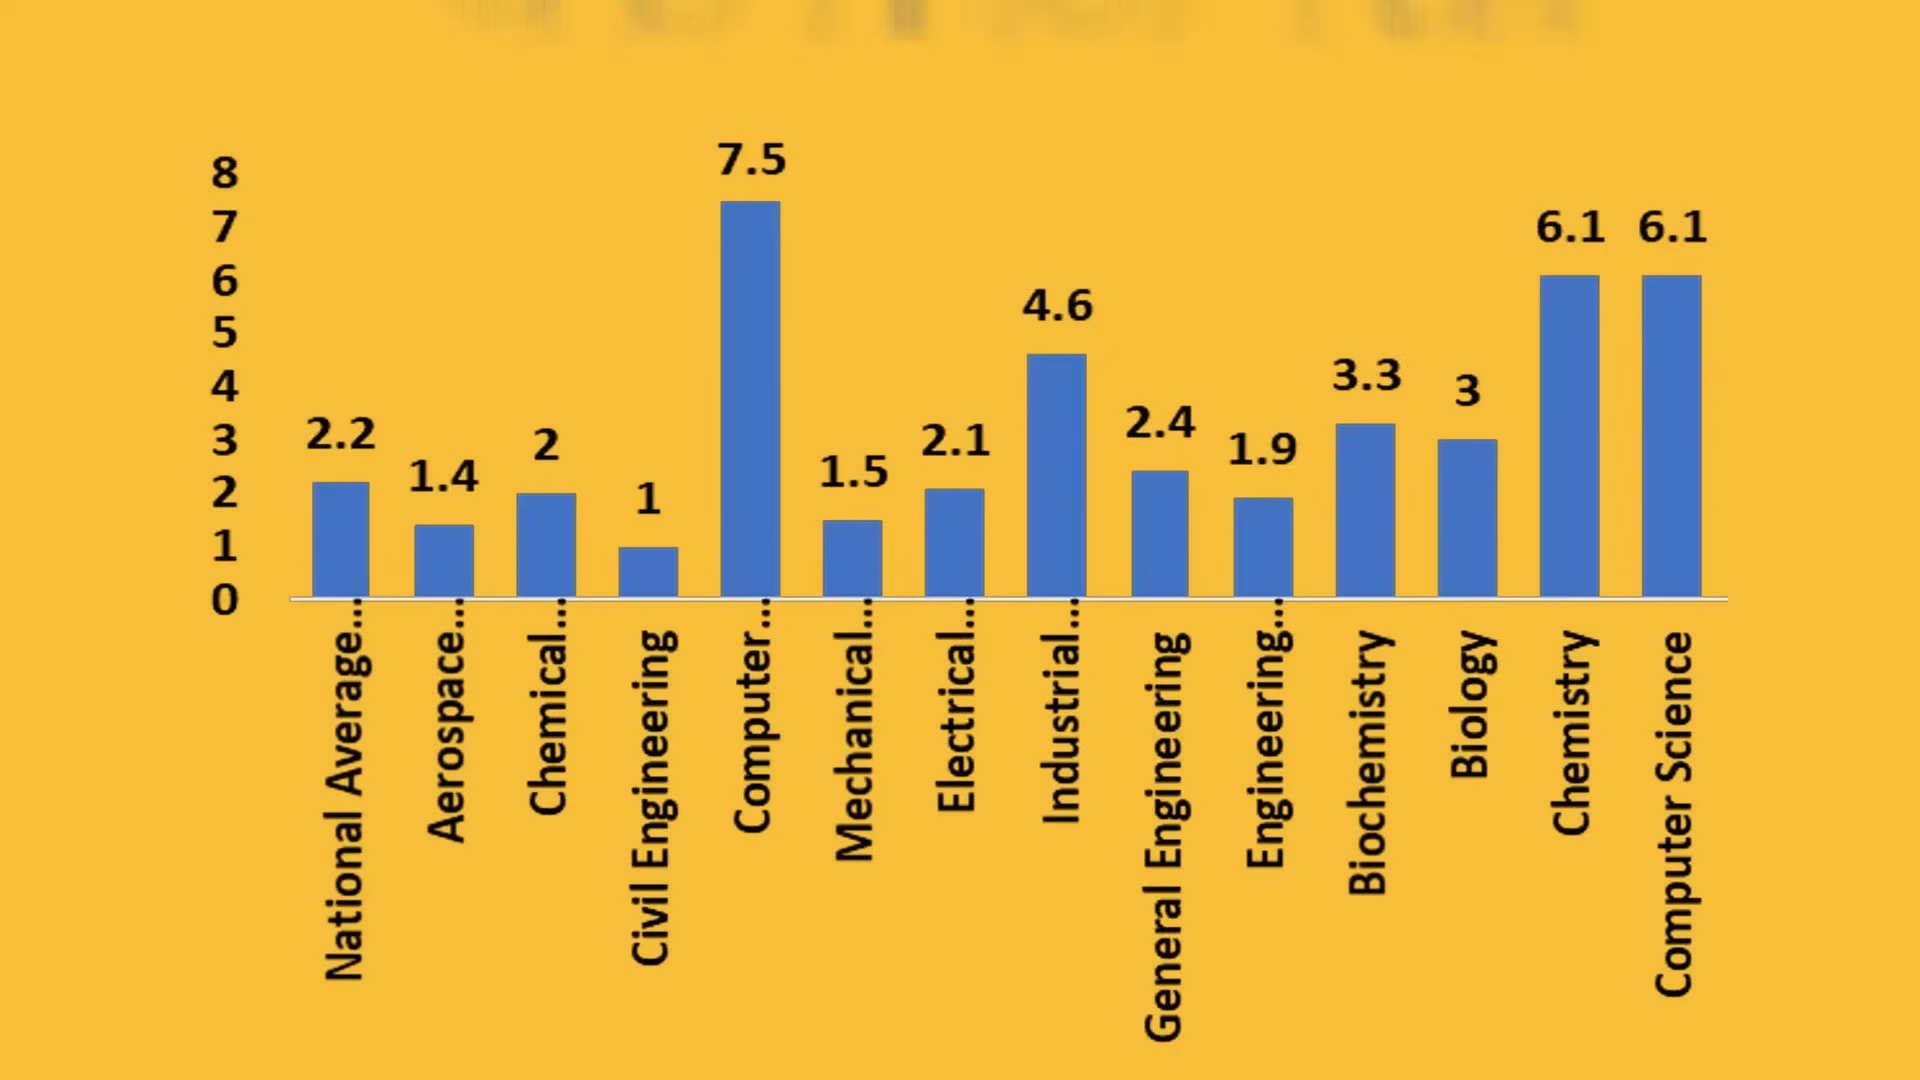 8
7
6
5
4
3
2
1
0
2.2
1.4
2
1
7.5
1.5
2.1
4.6
2.4
1.9
3.3
3
6.1
6.1
National Average...
Aerospace...
Chemical...
Civil Engineering
Computer...
Mechanical...
Electrical...
Industrial...
General Engineering
Engineering...
Biochemistry
Biology
Chemistry
Computer Science